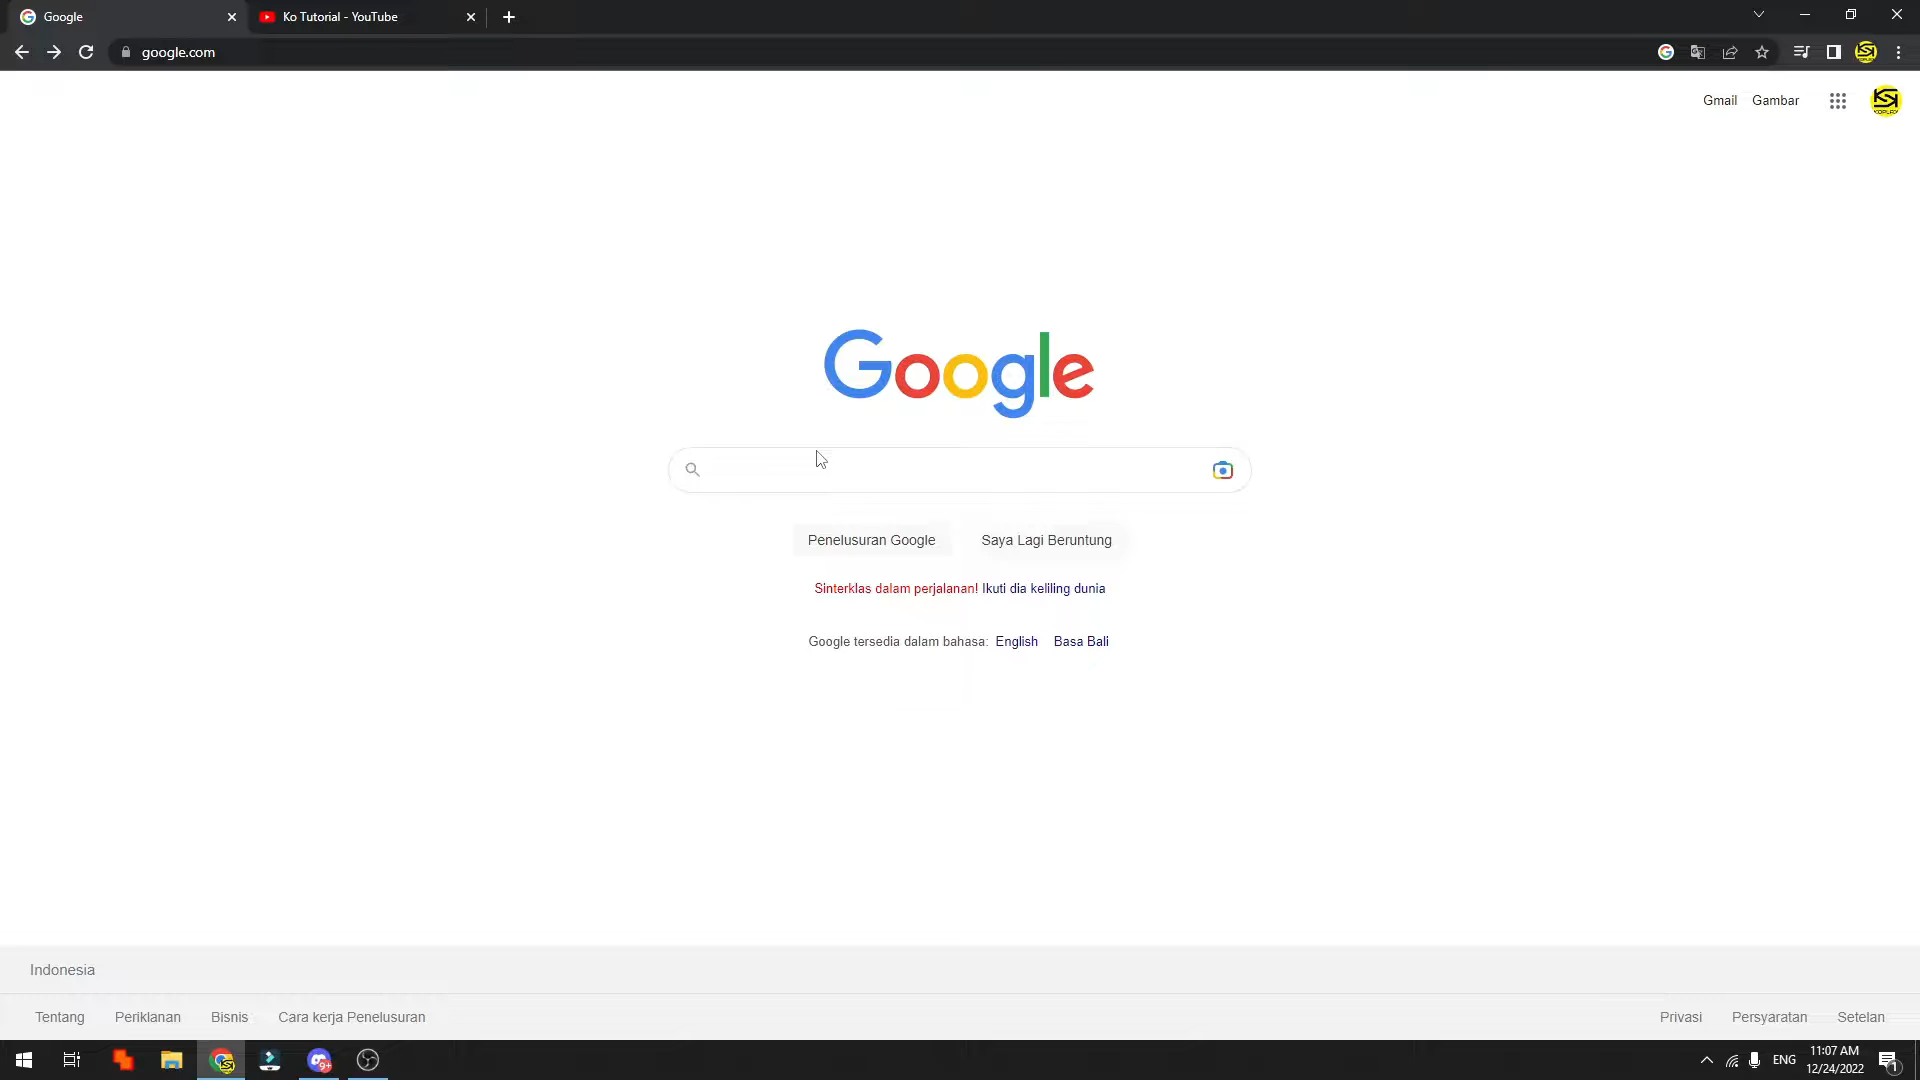 Google
Ko Tutorial - YouTube
google.com
Gmail
Gambar
Google
Penelusuran Google
Saya Lagi Beruntung
Sinterklas dalam perjalanan! Ikuti dia keliling dunia
Google tersedia dalam bahasa: English Basa Bali
Indonesia
Tentang
Periklanan
Bisnis
Cara kerja Penelusuran
Privasi
Persyaratan
Setelan
9+
ENG
11:07 AM
12/24/2022
1